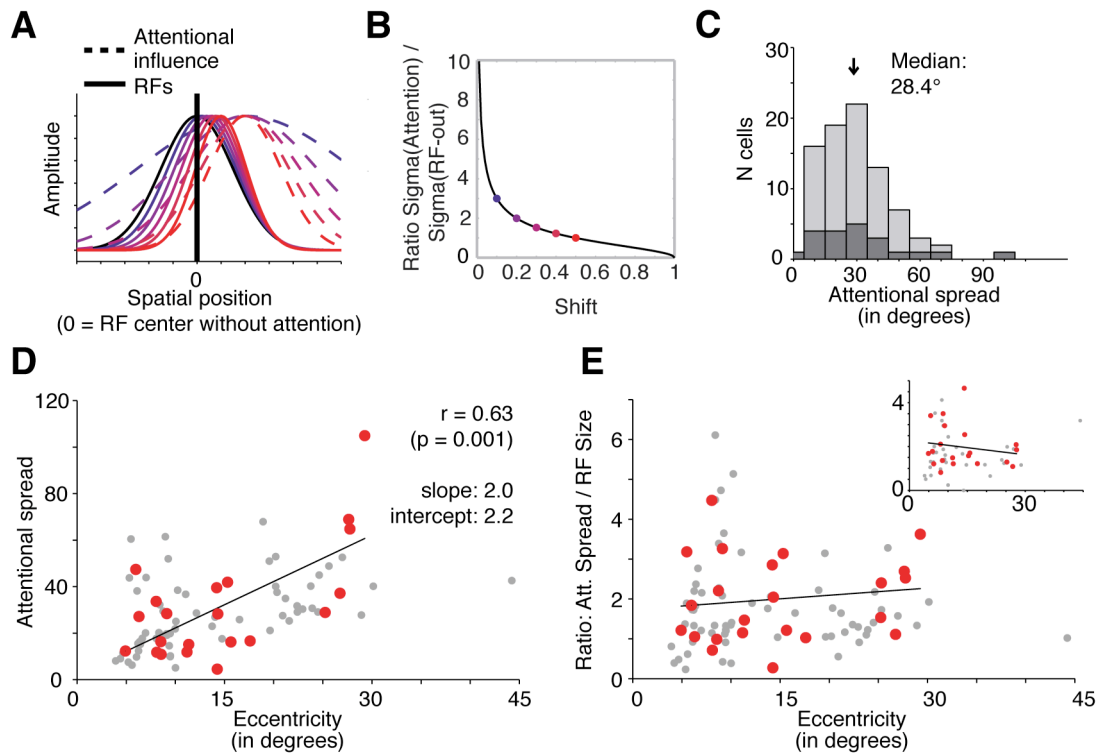 A
Attentional
influence
RFs
Amplitude
0
Spatial position
(0 = RF center without attention)
B
Ratio Sigma(Attention) /
Sigma(RF-out)
10
8
6
4
2
0
0 0.2 0.4 0.6 0.8 1
Shift
C
Median:
28.4°
N cells
30
20
10
0
0 30 60 90
Attentional spread
(in degrees)
D
r = 0.63
(p = 0.001)
slope: 2.0
intercept: 2.2
Attentional spread
120
80
40
0
0 15 30 45
Eccentricity
(in degrees)
E
Ratio: Att. Spread / RF Size
6
4
2
0
0 15 30 45
Eccentricity
(in degrees)
4
2
0
0 30